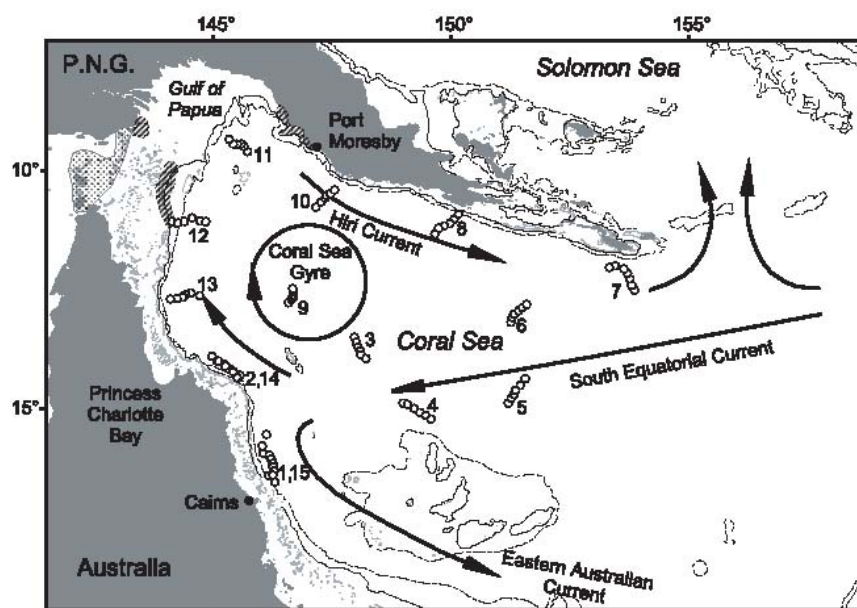 145°
150°
155°
P.N.G.
Solomon Sea
Gulf of
Papua
Port
Moresby
10°
11
10
8
Hiri Current
12
Coral Sea
Gyre
7
13
9
6
3
Coral Sea
South Equatorial Current
2,14
Princess
Charlotte
Bay
15°
4
5
1,15
Cairns
Australia
Eastern Australian
Current